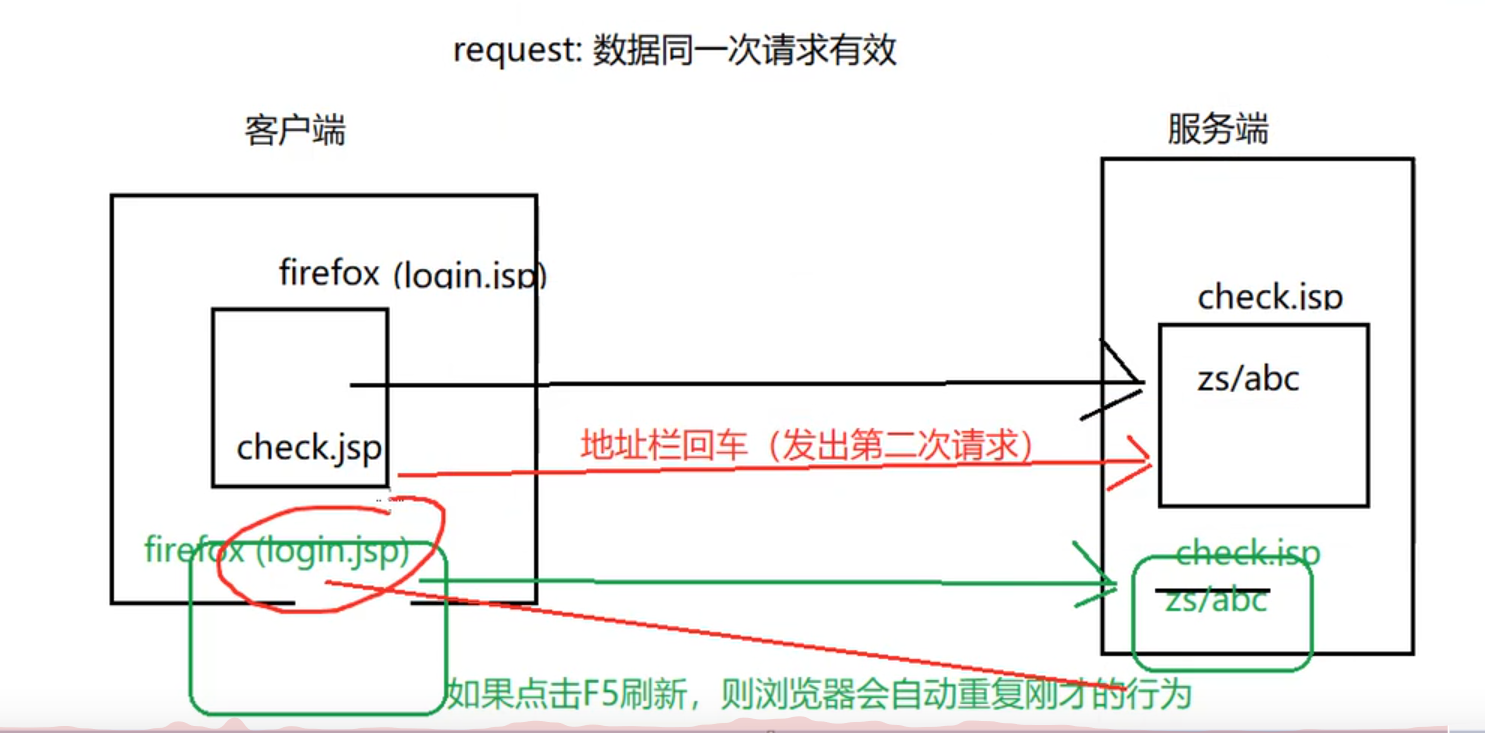 request: 数据同一次请求有效
客户端
服务端
firefox (login.jsp)
check.jsp
zs/abc
check.jsp
地址栏回车（发出第二次请求）
firefox (login.jsp)
check.jsp
zs/abc
如果点击F5刷新，则浏览器会自动重复刚才的行为